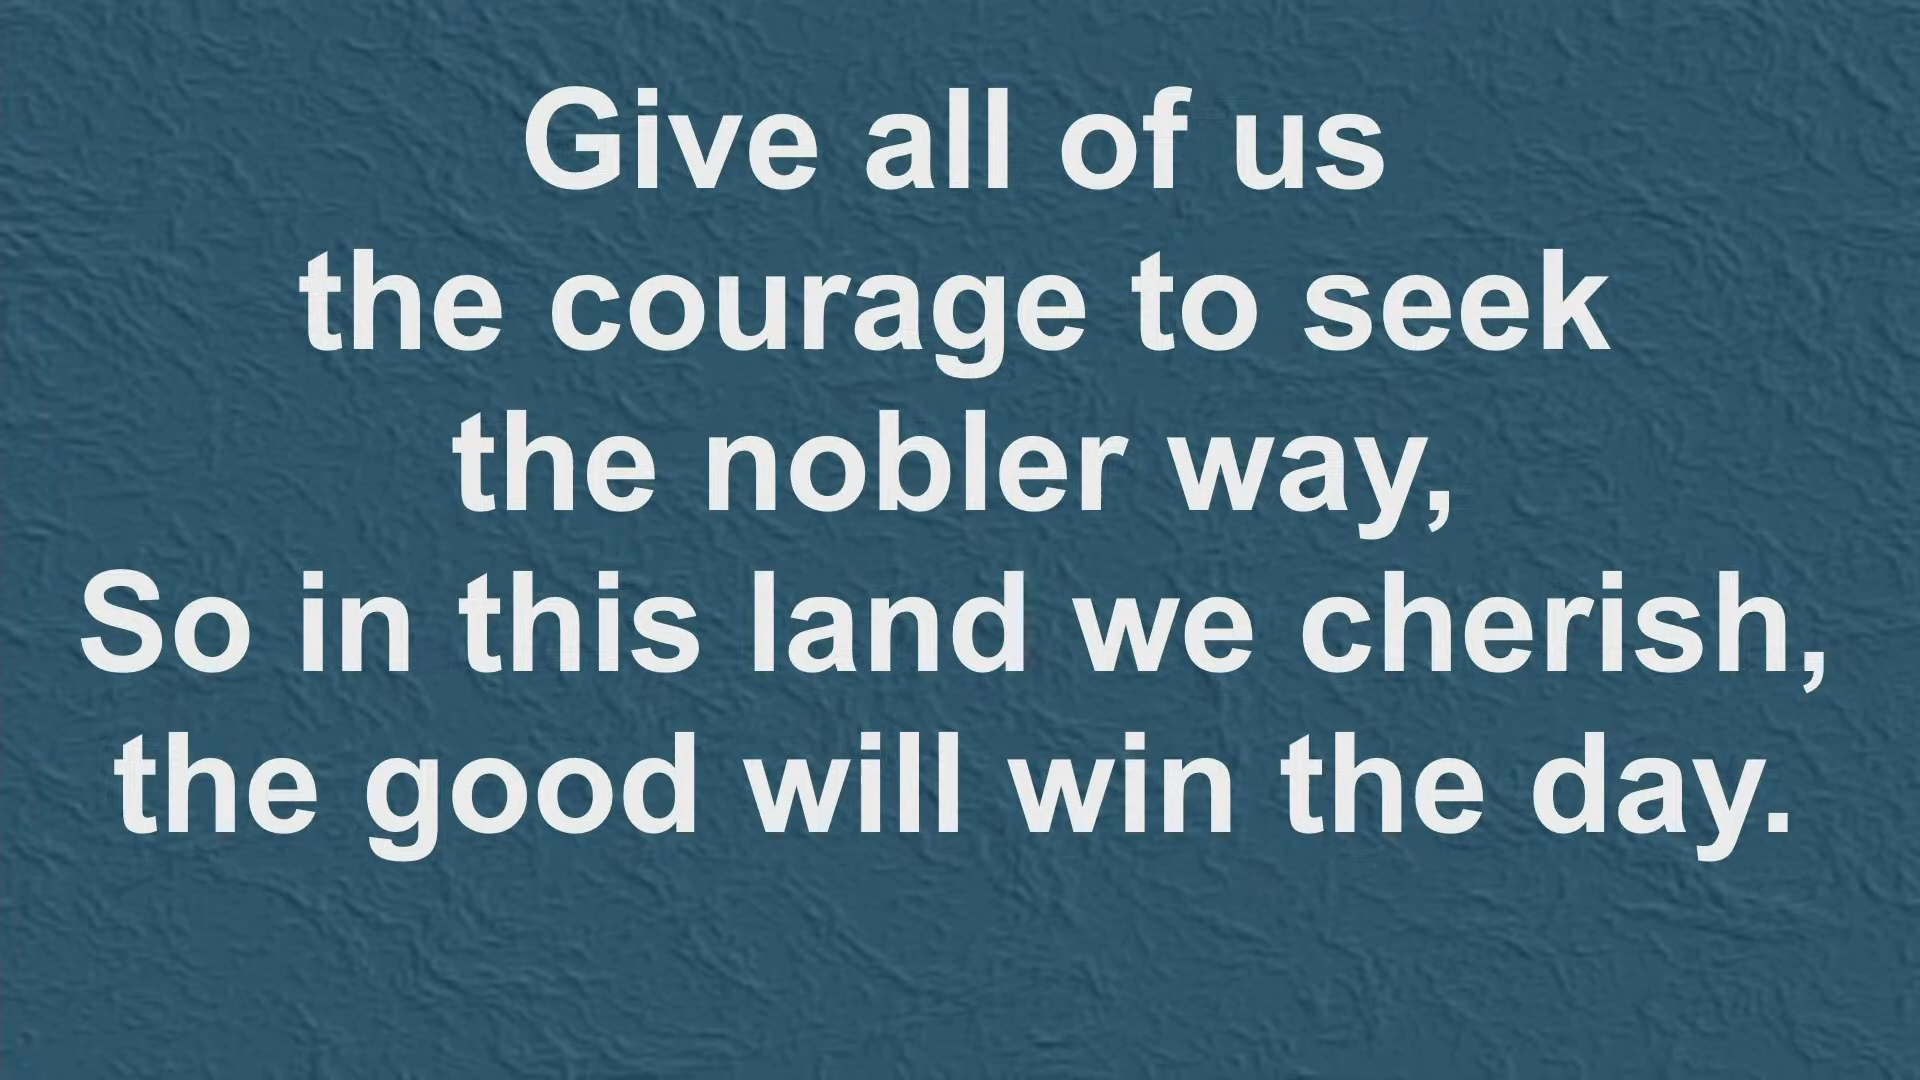 Give all of us
the courage to seek
the nobler way,
So in this land we cherish,
the good will win the day.